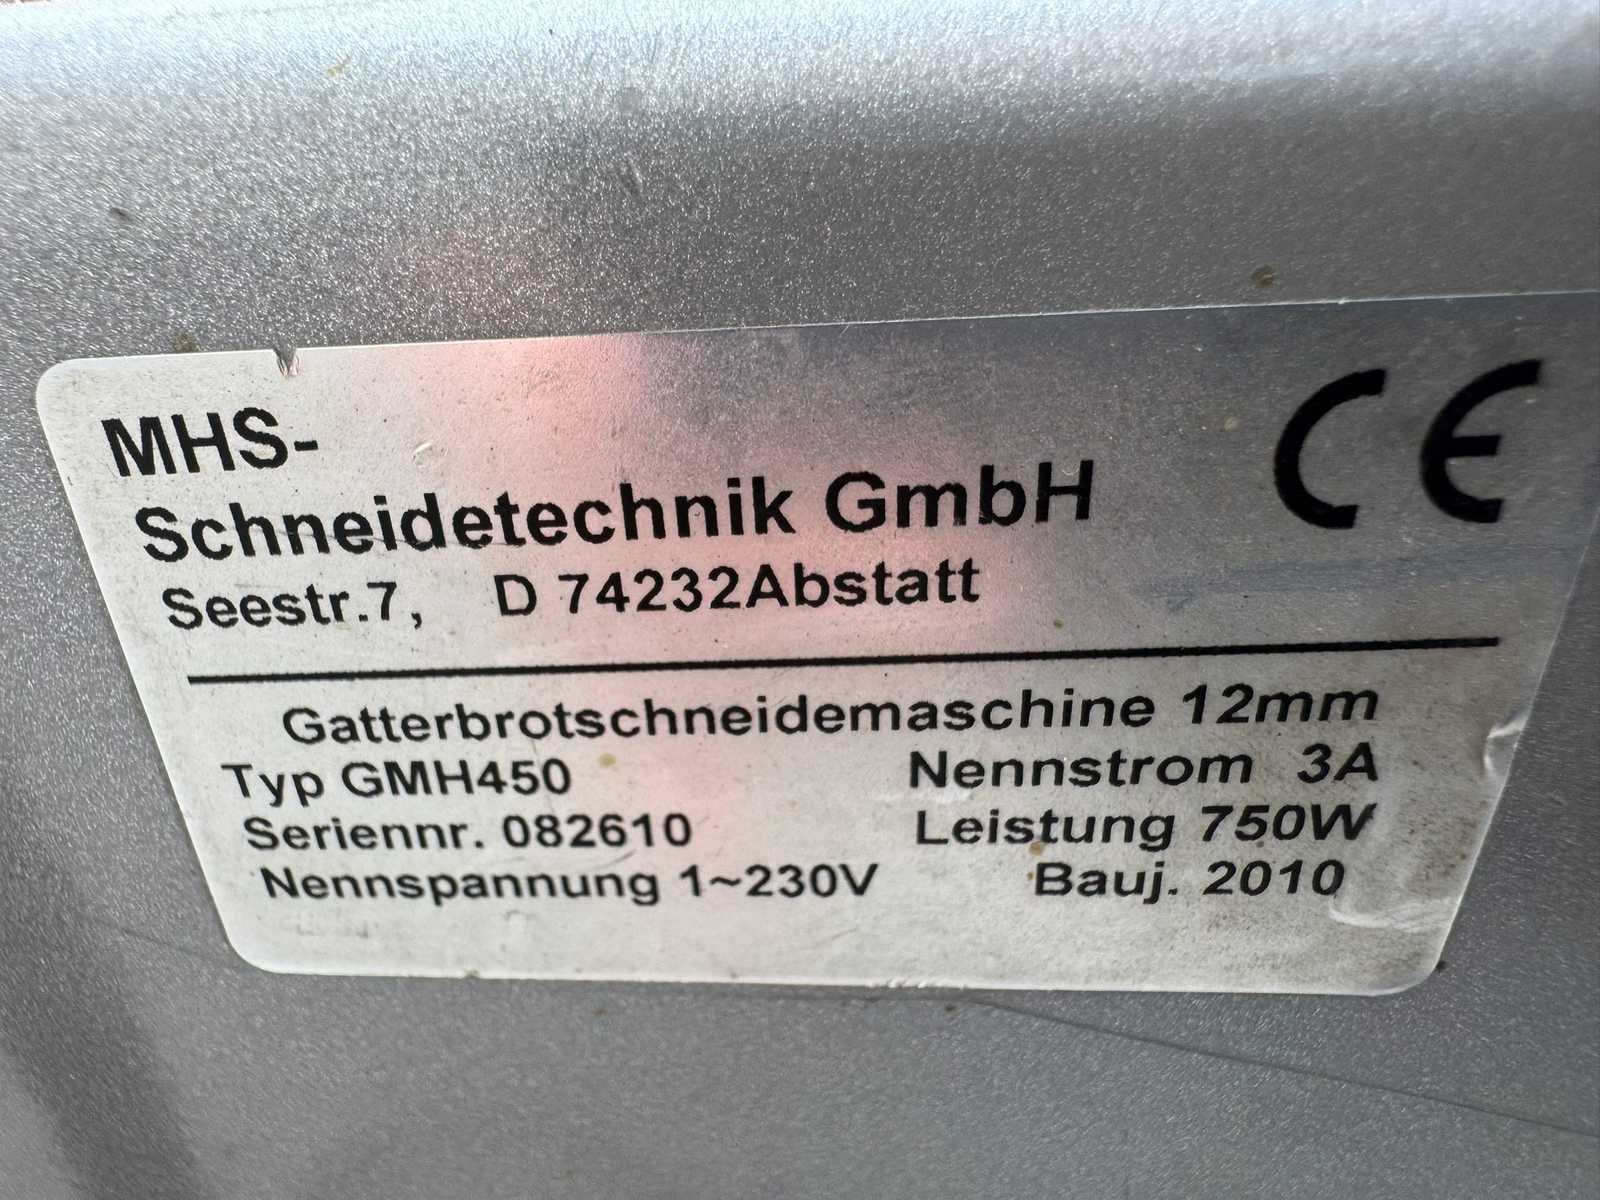 MHS-
Schneidetechnik GmbH
CE
Seestr.7, D 74232Abstatt
Gatterbrotschneidemaschine 12mm
Typ GMH450 Nennstrom 3A
Seriennr. 082610 Leistung 750W
Nennspannung 1~230V Bauj. 2010